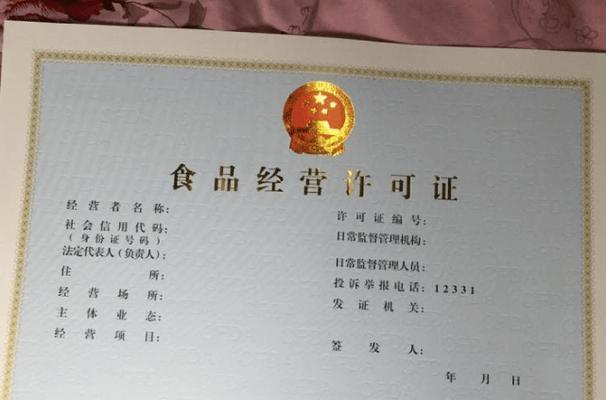 食品经营许可证
经营者名称:
社会信用代码:
(身份证号码)
法定代表人(负责人):
住所:
经营场所:
主体业态:
经营项目:
许可证编号:
日常监督管理机构:
日常监督管理人员:
投诉举报电话:12331
发证机关:
签发人:
年 月 日